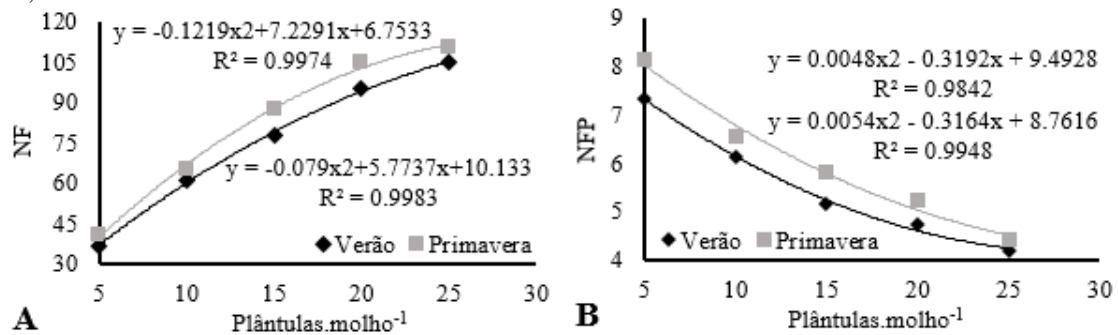 120
105
90
75
60
45
30
NF
y = -0.1219x2+7.2291x+6.7533
R² = 0.9974
y = -0.079x2+5.7737x+10.133
R² = 0.9983
Verão Primavera
5 10 15 20 25 30
A Plântulas.molho⁻¹
9
8
7
6
5
4
NFP
y = 0.0048x2 - 0.3192x + 9.4928
R² = 0.9842
y = 0.0054x2 - 0.3164x + 8.7616
R² = 0.9948
Verão Primavera
5 10 15 20 25 30
B Plântulas.molho⁻¹